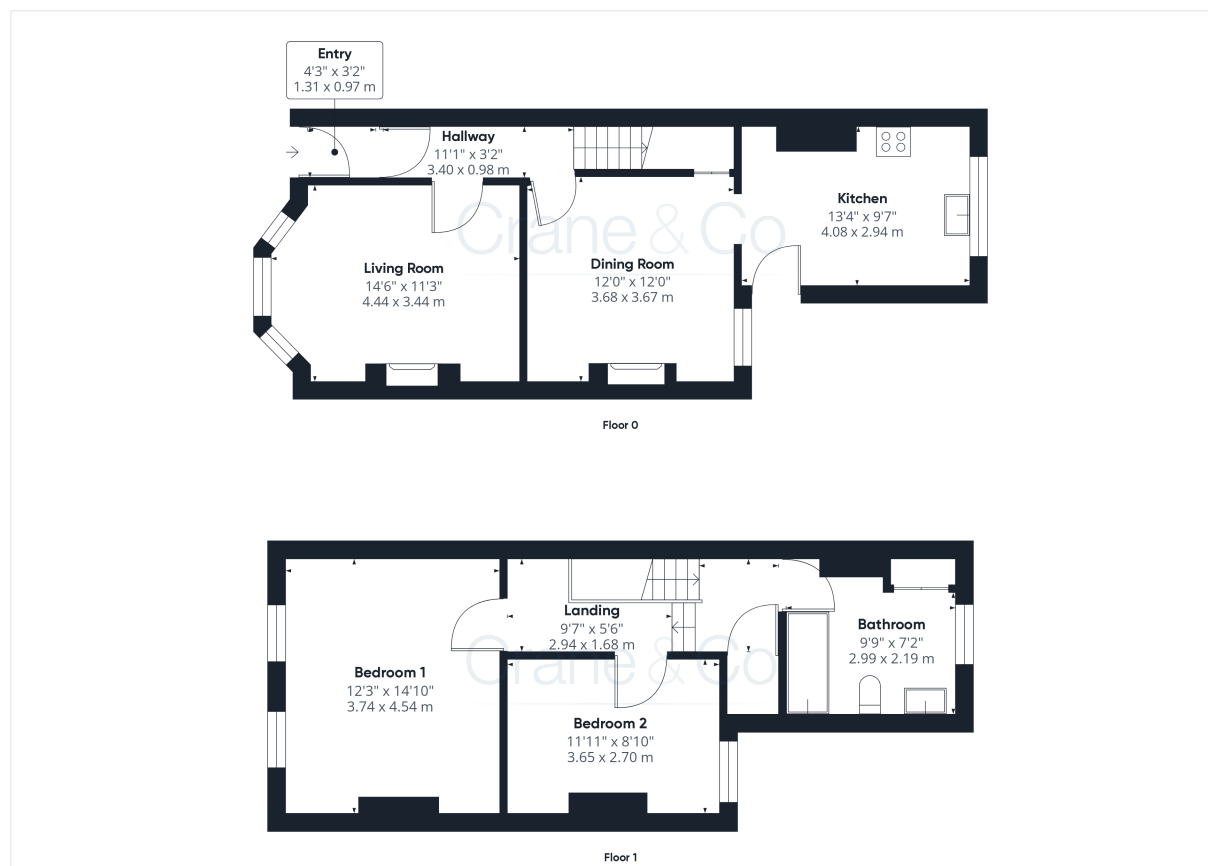 Entry
4'3" x 3'2"
1.31 x 0.97 m
Hallway
11'1" x 3'2"
3.40 x 0.98 m
Kitchen
13'4" x 9'7"
4.08 x 2.94 m
Crane & Co
Living Room
14'6" x 11'3"
4.44 x 3.44 m
Dining Room
12'0" x 12'0"
3.68 x 3.67 m
Floor 0
Landing
9'7" x 5'6"
2.94 x 1.68 m
Bathroom
9'9" x 7'2"
2.99 x 2.19 m
Crane & Co
Bedroom 1
12'3" x 14'10"
3.74 x 4.54 m
Bedroom 2
11'11" x 8'10"
3.65 x 2.70 m
Floor 1